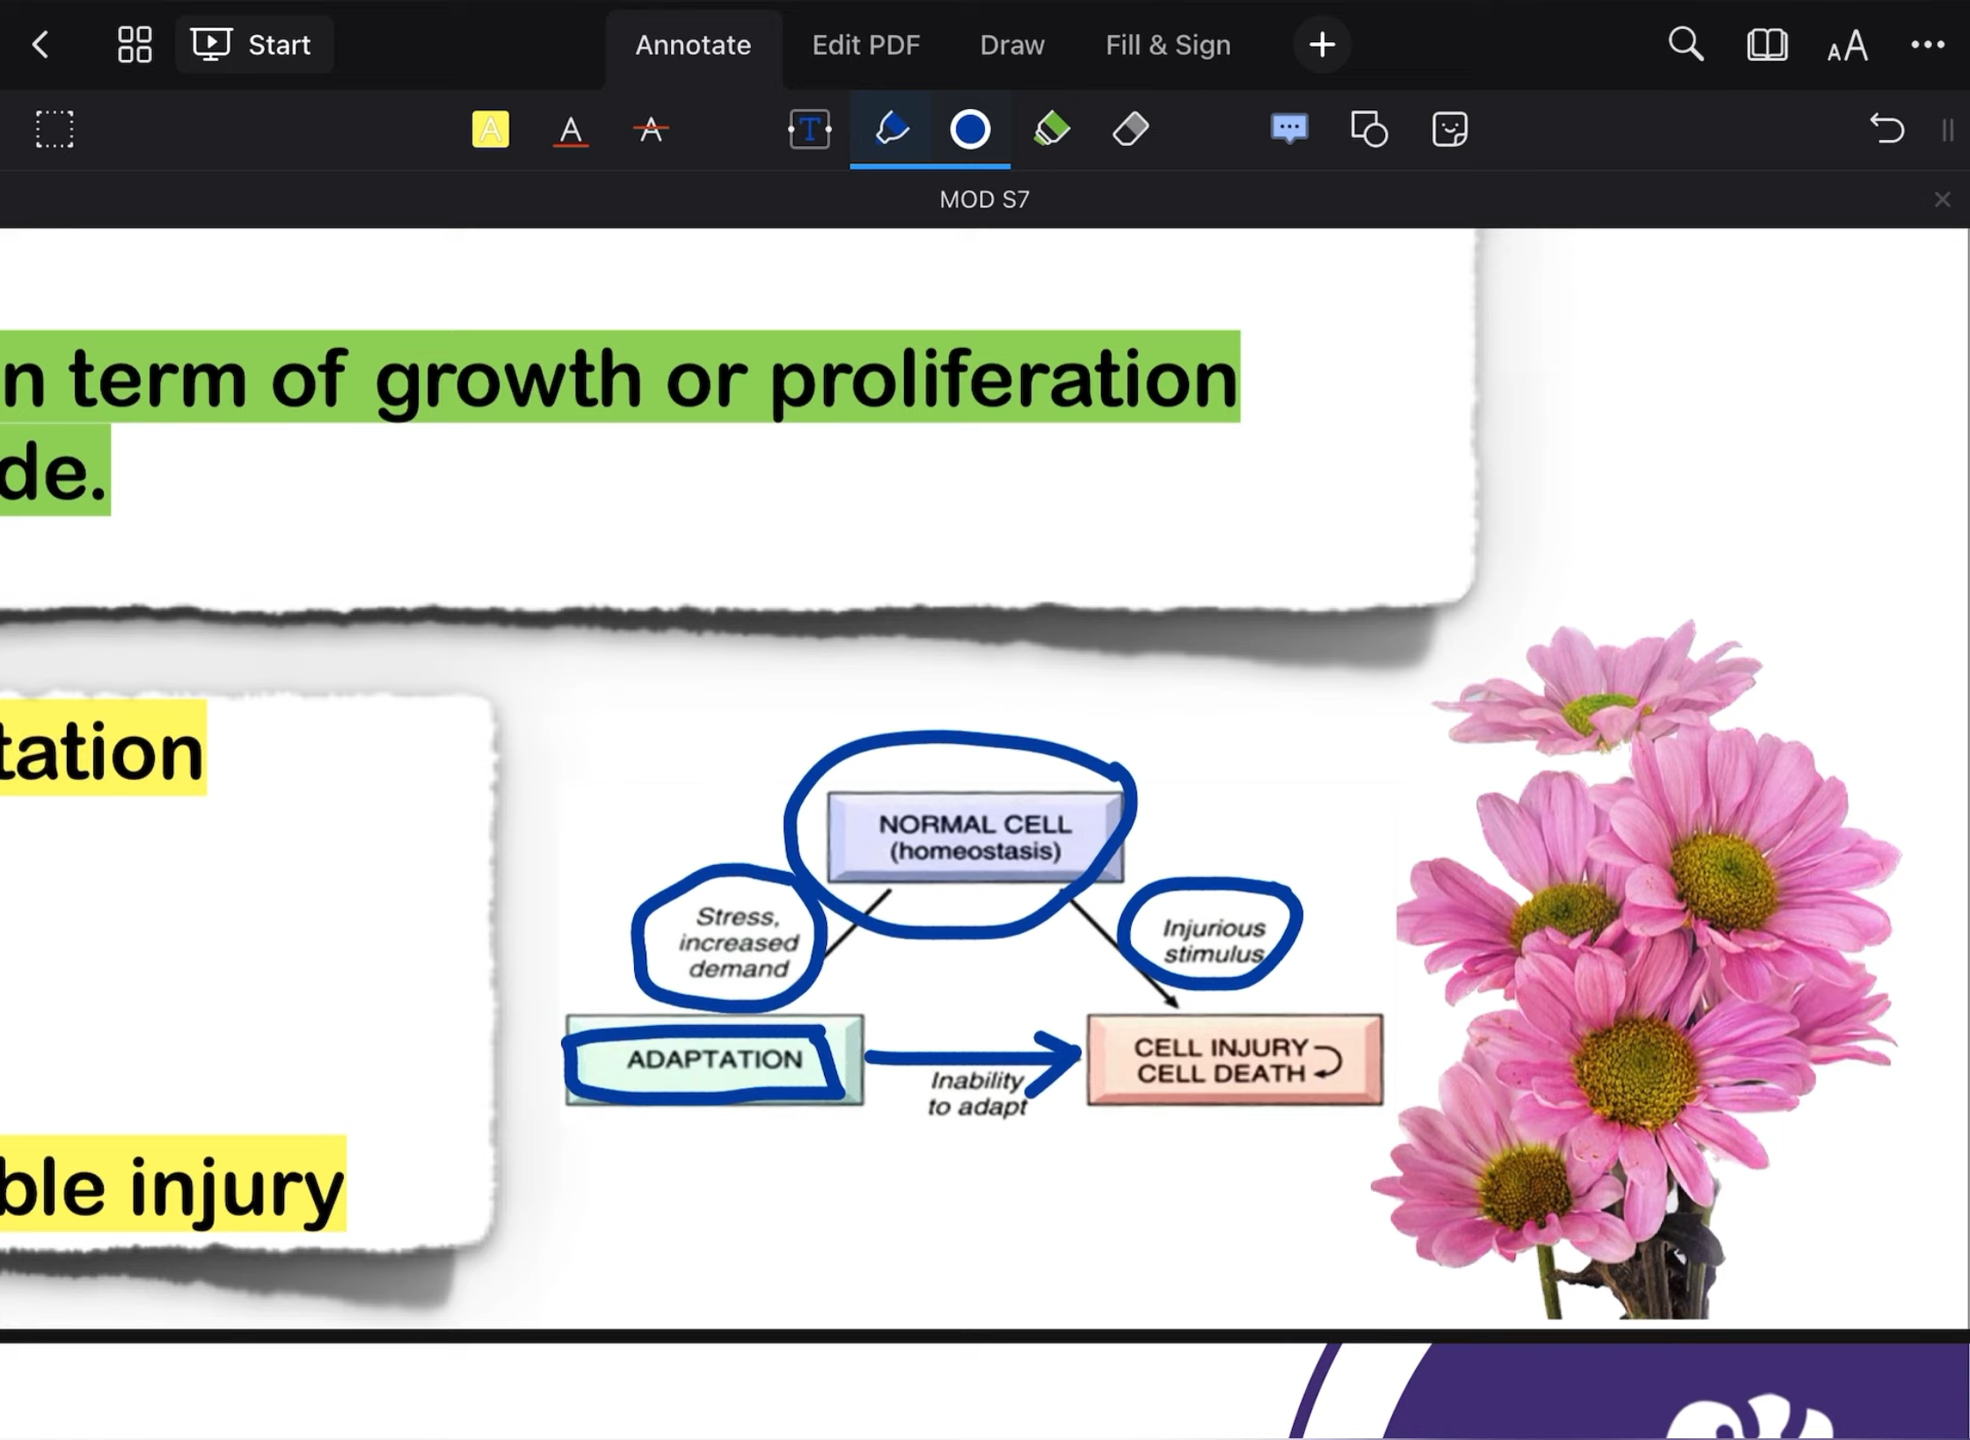 Start
Annotate
Edit PDF
Draw
Fill & Sign
MOD S7
n term of growth or proliferation
de.
tation
ble injury
NORMAL CELL
(homeostasis)
Stress,
increased
demand
Injurious
stimulus
ADAPTATION
Inability
to adapt
CELL INJURY
CELL DEATH